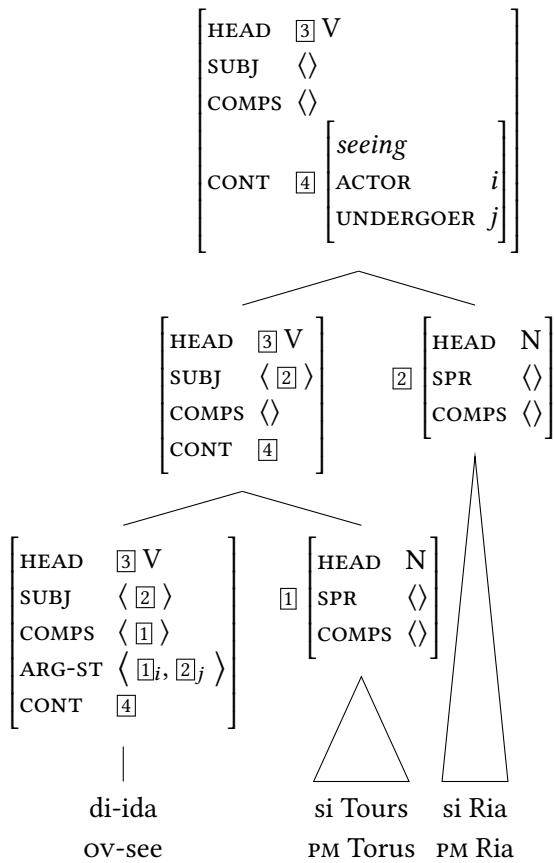 HEAD 3 V
SUBJ ⟨⟩
COMPS ⟨⟩
CONT 4 seeing
ACTOR i
UNDERGOER j
HEAD 3 V
SUBJ ⟨ 2 ⟩
COMPS ⟨⟩
CONT 4
2 HEAD N
SPR ⟨⟩
COMPS ⟨⟩
HEAD 3 V
SUBJ ⟨ 2 ⟩
COMPS ⟨ 1 ⟩
ARG-ST ⟨ 1i, 2j ⟩
CONT 4
1 HEAD N
SPR ⟨⟩
COMPS ⟨⟩
di-ida si Tours si Ria
OV-see PM Torus PM Ria